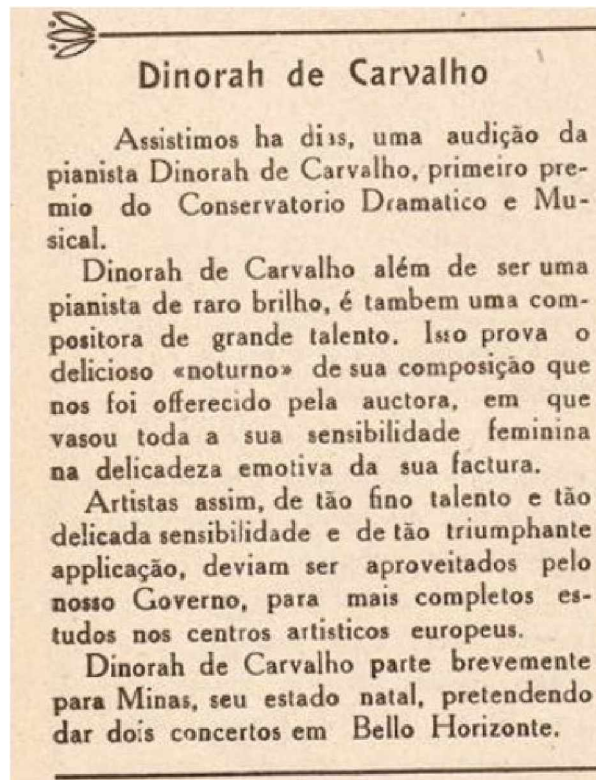 Dinorah de Carvalho
Assistimos ha dias, uma audição da
pianista Dinorah de Carvalho, primeiro pre-
mio do Conservatorio Dramatico e Mu-
sical.
Dinorah de Carvalho além de ser uma
pianista de raro brilho, é tambem uma com-
positora de grande talento. Isso prova o
delicioso «noturno» de sua composição que
nos foi offerecido pela auctora, em que
vasou toda a sua sensibilidade feminina
na delicadeza emotiva da sua factura.
Artistas assim, de tão fino talento e tão
delicada sensibilidade e de tão triumphante
applicação, deviam ser aproveitados pelo
nosso Governo, para mais completos es-
tudos nos centros artisticos europeus.
Dinorah de Carvalho parte brevemente
para Minas, seu estado natal, pretendendo
dar dois concertos em Bello Horizonte.